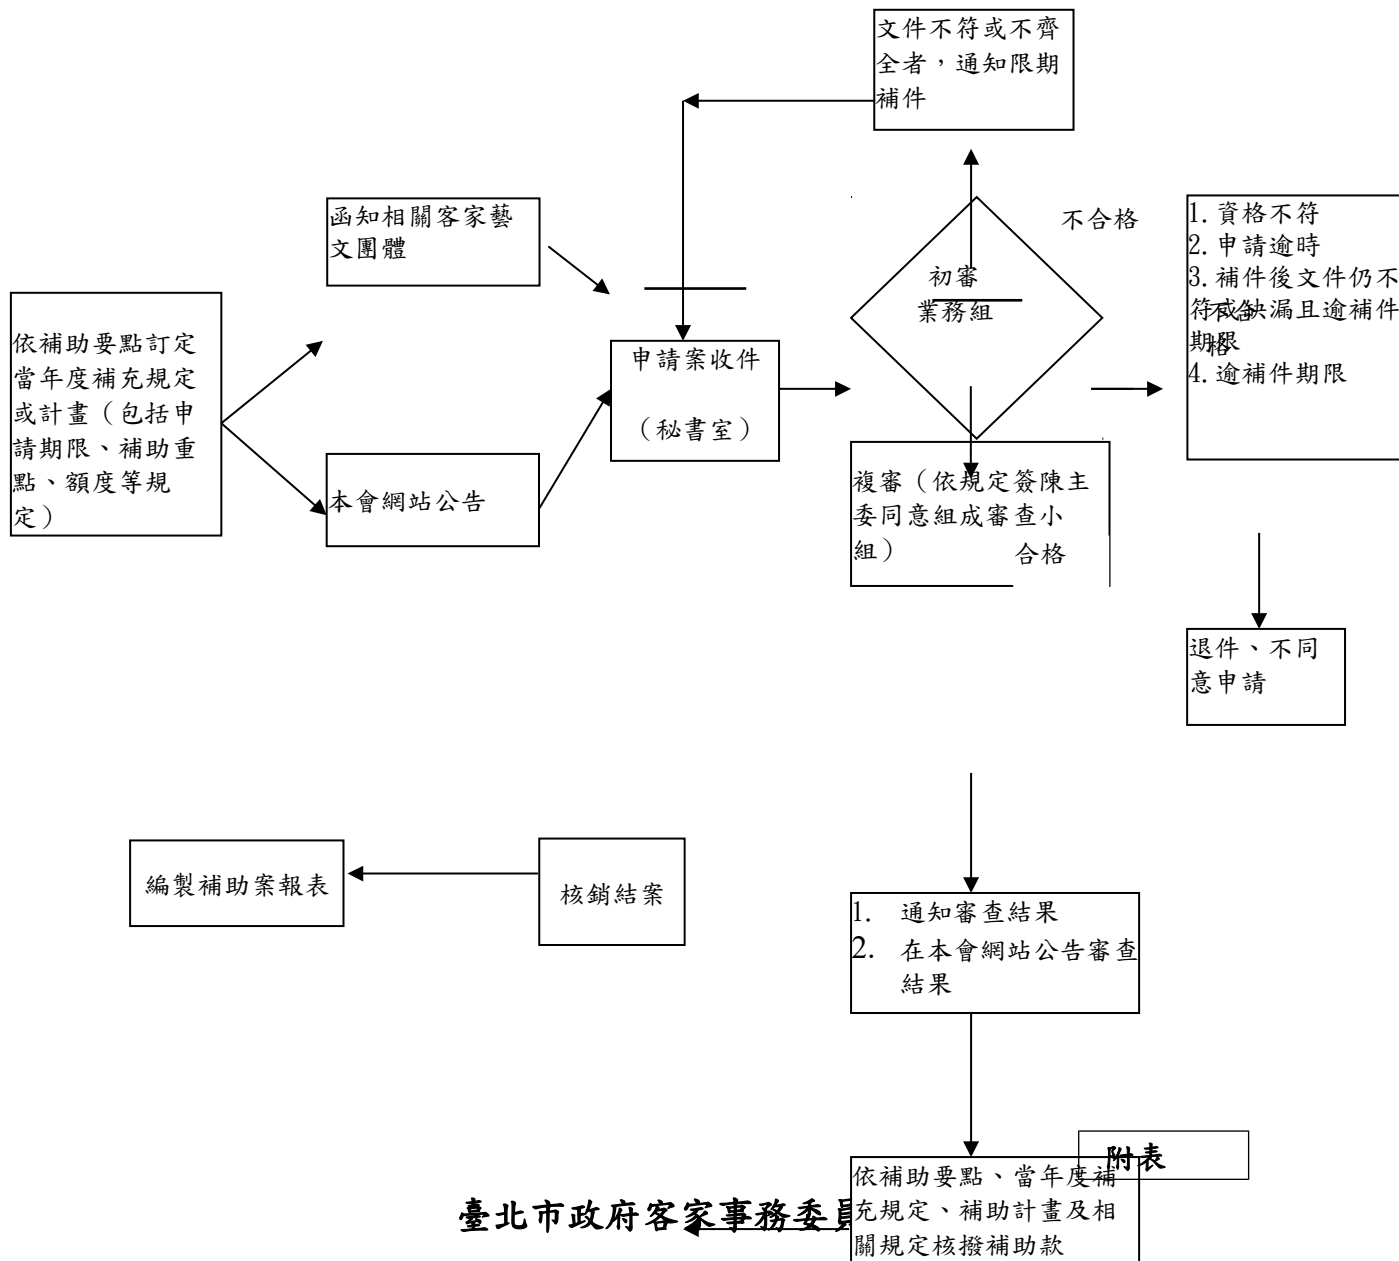 文件不符或不齊
全者，通知限期
補件
函知相關客家藝
文團體
不合格
初審
業務組
1.資格不符
2.申請逾時
3.補件後文件仍不
符或缺漏且逾補件
期限
4.逾補件期限
不合
格
依補助要點訂定
當年度補充規定
或計畫（包括申
請期限、補助重
點、額度等規
定）
申請案收件
（秘書室）
本會網站公告
複審（依規定簽陳主
委同意組成審查小
組）
合格
退件、不同
意申請
編製補助案報表
核銷結案
1. 通知審查結果
2. 在本會網站公告審查
結果
附表
依補助要點、當年度補
充規定、補助計畫及相
關規定核撥補助款
臺北市政府客家事務委員